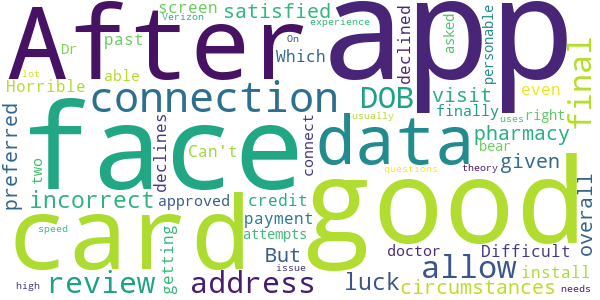 After app
face good
card data
connection
DOB
final
address
review
allow
luck
incorrect
visit
satisfied
screen
Verizon
experience
On
past
Dr
able
Horrible
lot
Which
declined
asked
personable
even
finally
right
uses
pharmacy
bear
given
preferred
two
declines
Can't
usually
connect
questions
theory
overall
approved
credit
payment
attempts
getting
speed
But
issue
high
doctor
Difficult
install
circumstances
needs